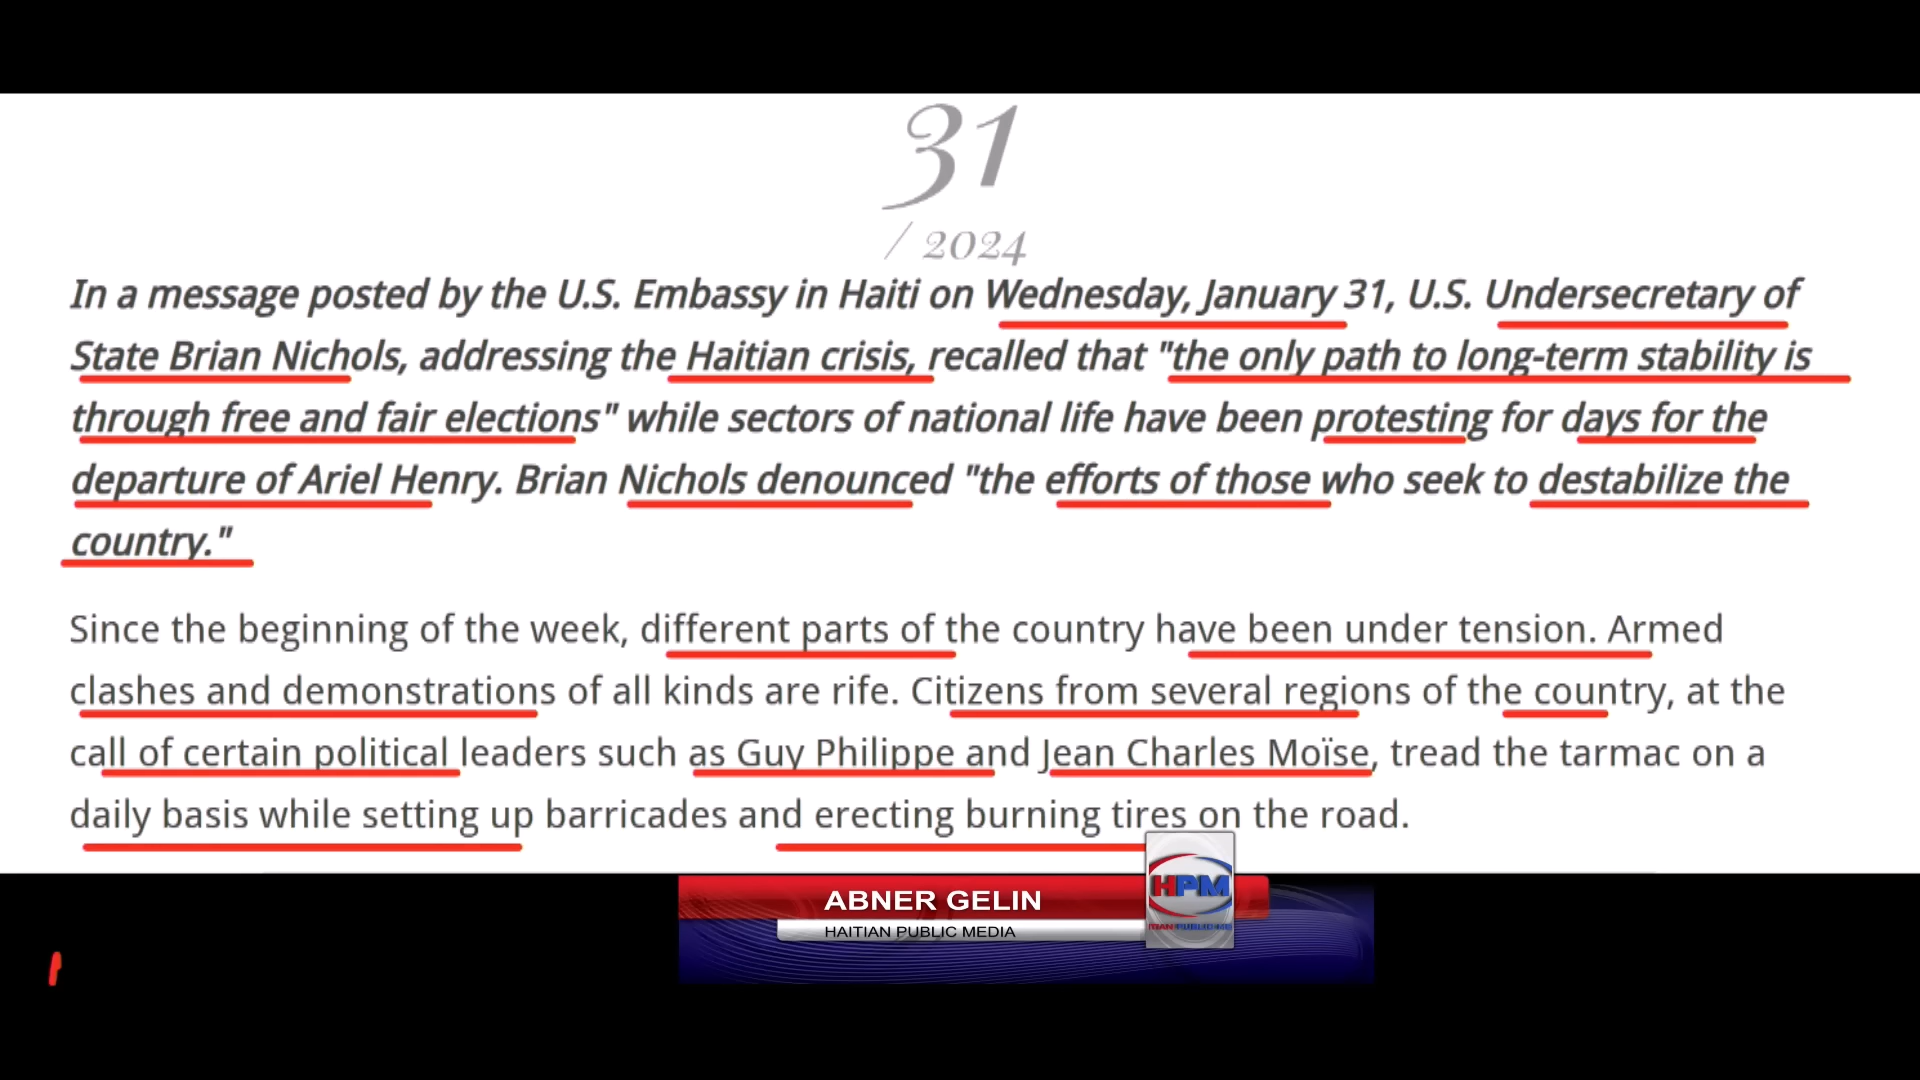 31
/ 2024
In a message posted by the U.S. Embassy in Haiti on Wednesday, January 31, U.S. Undersecretary of
State Brian Nichols, addressing the Haitian crisis, recalled that "the only path to long-term stability is
through free and fair elections" while sectors of national life have been protesting for days for the
departure of Ariel Henry. Brian Nichols denounced "the efforts of those who seek to destabilize the
country."
Since the beginning of the week, different parts of the country have been under tension. Armed
clashes and demonstrations of all kinds are rife. Citizens from several regions of the country, at the
call of certain political leaders such as Guy Philippe and Jean Charles Moïse, tread the tarmac on a
daily basis while setting up barricades and erecting burning tires on the road.
ABNER GELIN
HAITIAN PUBLIC MEDIA
HPM